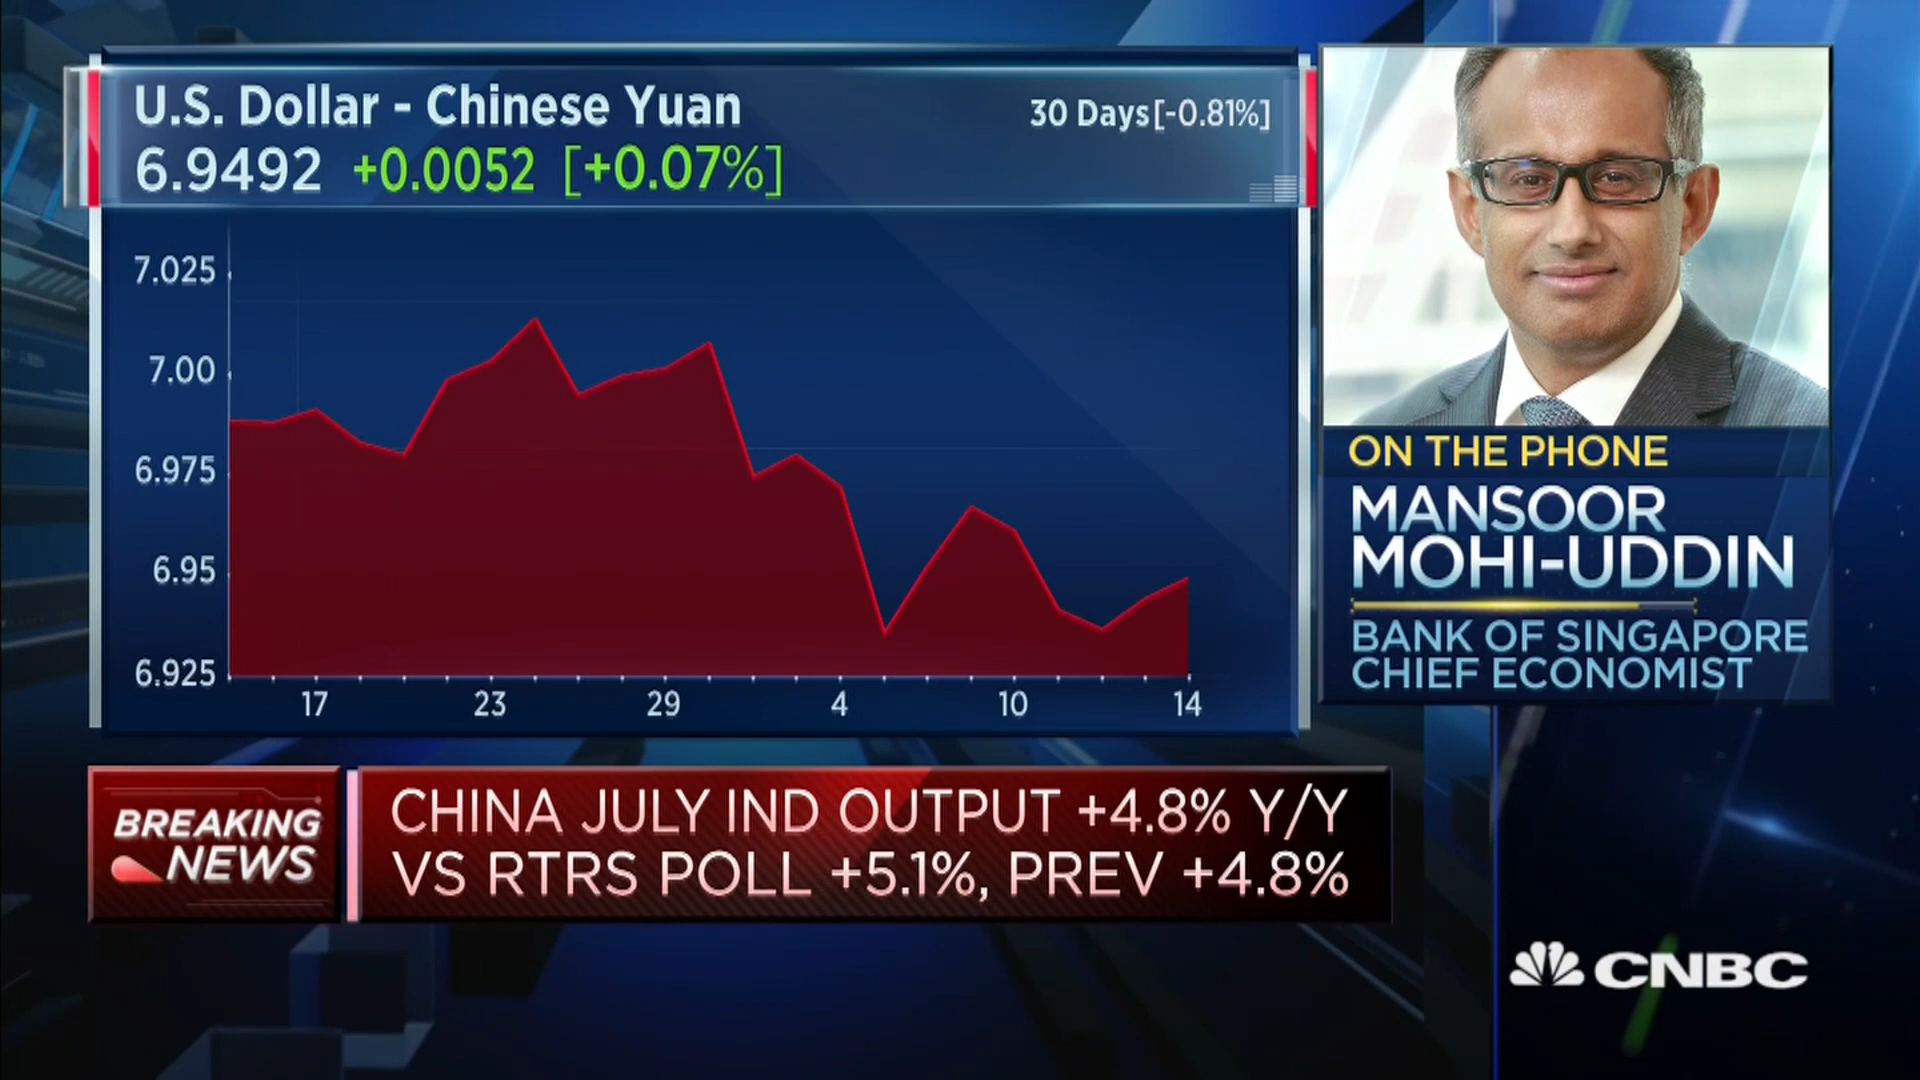 U.S. Dollar - Chinese Yuan
30 Days [-0.81%]
6.9492 +0.0052 [+0.07%]
7.025
7.00
6.975
6.95
6.925
17 23 29 4 10 14
ON THE PHONE
MANSOOR
MOHI-UDDIN
BANK OF SINGAPORE
CHIEF ECONOMIST
BREAKING
NEWS
CHINA JULY IND OUTPUT +4.8% Y/Y
VS RTRS POLL +5.1%, PREV +4.8%
CNBC